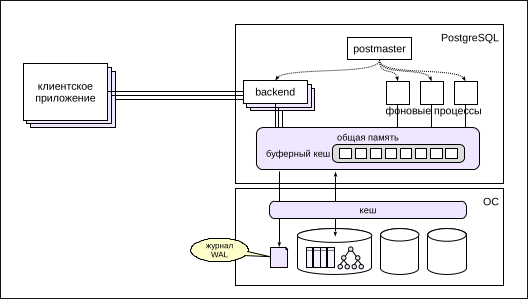 PostgreSQL
postmaster
клиентское
приложение
backend
фоновые процессы
общая память
буферный кеш
ОС
кеш
журнал
WAL